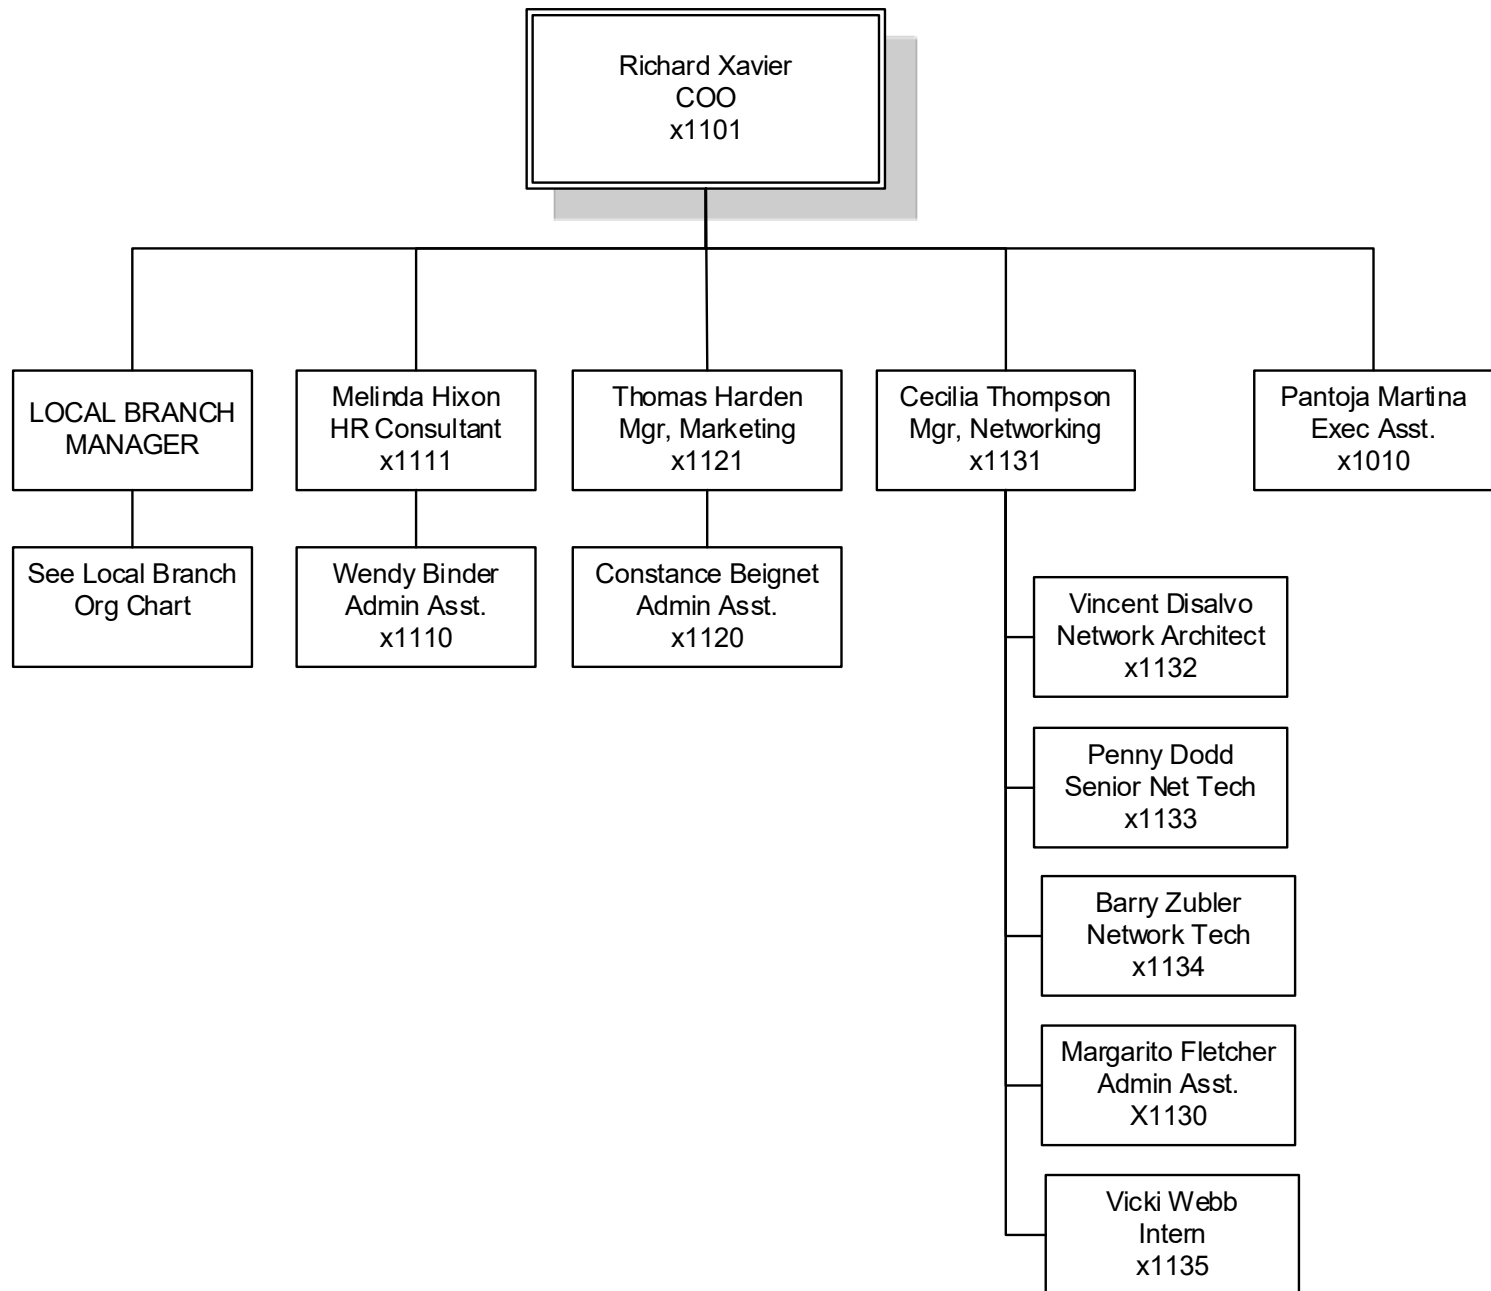 Richard Xavier
COO
x1101
LOCAL BRANCH
MANAGER
Melinda Hixon
HR Consultant
x1111
Thomas Harden
Mgr, Marketing
x1121
Cecilia Thompson
Mgr, Networking
x1131
Pantoja Martina
Exec Asst.
x1010
See Local Branch
Org Chart
Wendy Binder
Admin Asst.
x1110
Constance Beignet
Admin Asst.
x1120
Vincent Disalvo
Network Architect
x1132
Penny Dodd
Senior Net Tech
x1133
Barry Zubler
Network Tech
x1134
Margarito Fletcher
Admin Asst.
X1130
Vicki Webb
Intern
x1135